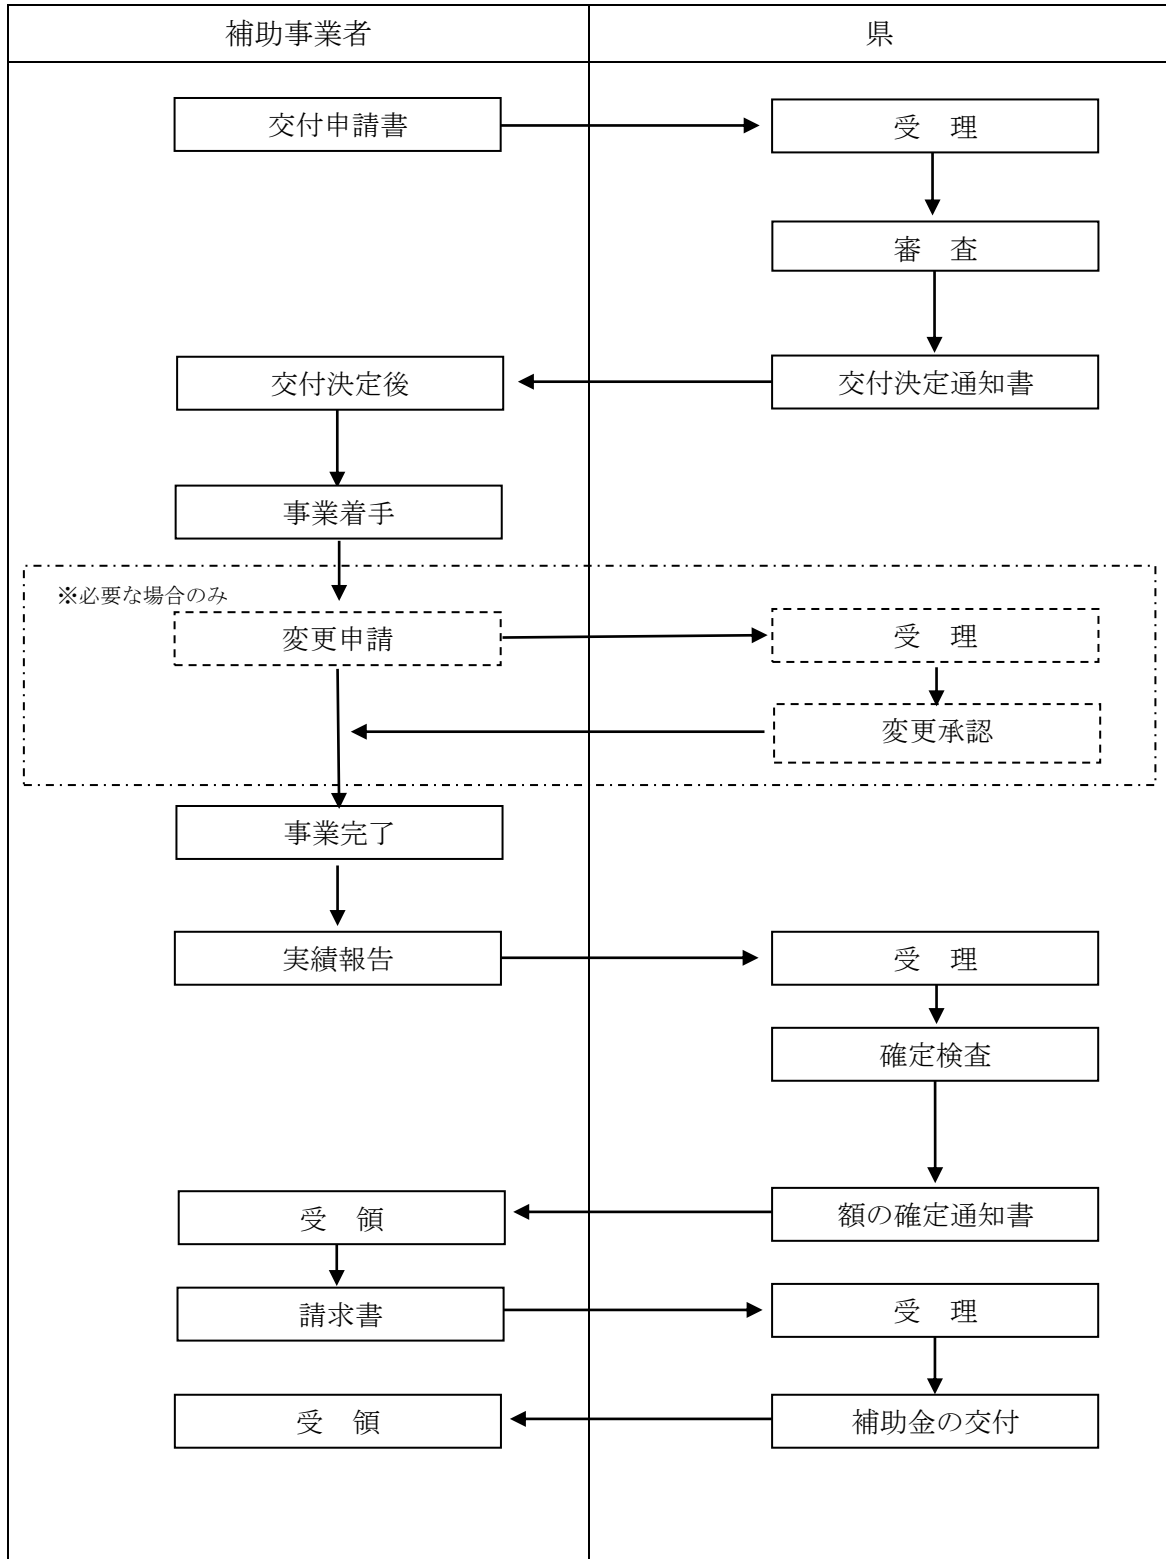 補助事業者
県
交付申請書
受　理
審　査
交付決定後
交付決定通知書
事業着手
※必要な場合のみ
変更申請
受　理
変更承認
事業完了
実績報告
受　理
確定検査
受　領
額の確定通知書
請求書
受　理
受　領
補助金の交付